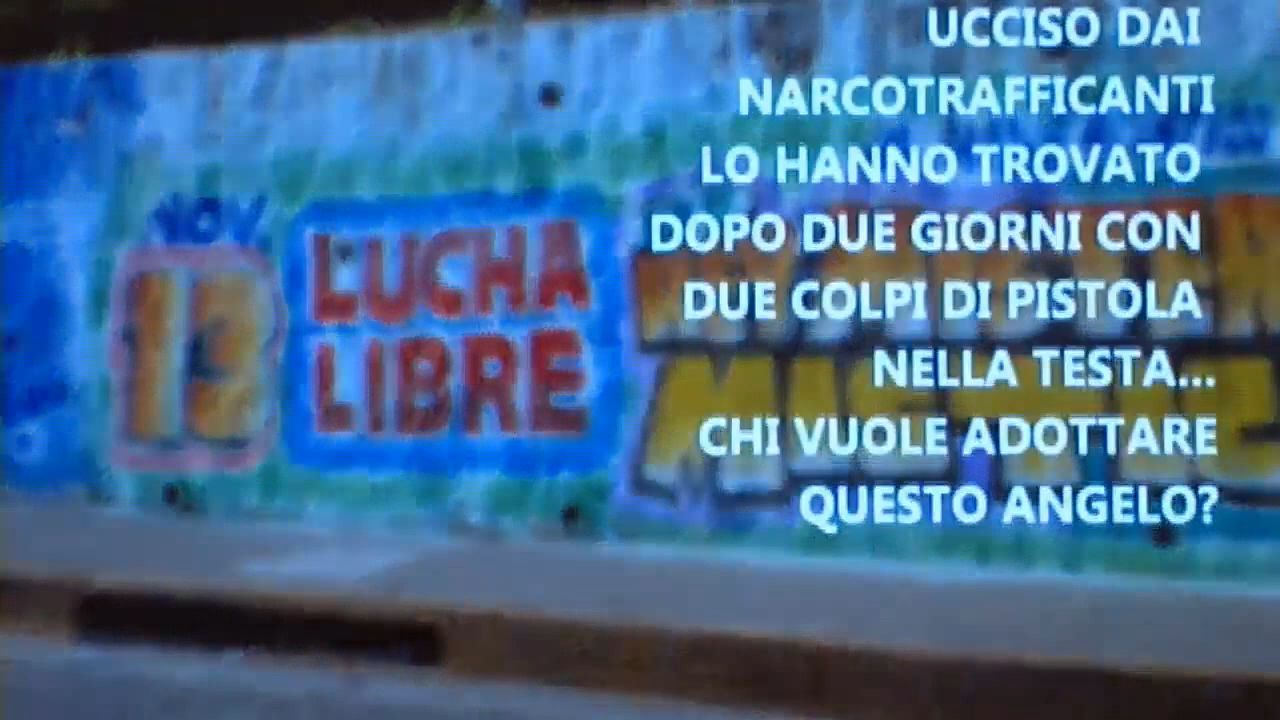 UCCISO DAI
NARCOTRAFFICANTI
LO HANNO TROVATO
DOPO DUE GIORNI CON
DUE COLPI DI PISTOLA
NELLA TESTA...
CHI VUOLE ADOTTARE
QUESTO ANGELO?
NOV
13
LUCHA
LIBRE